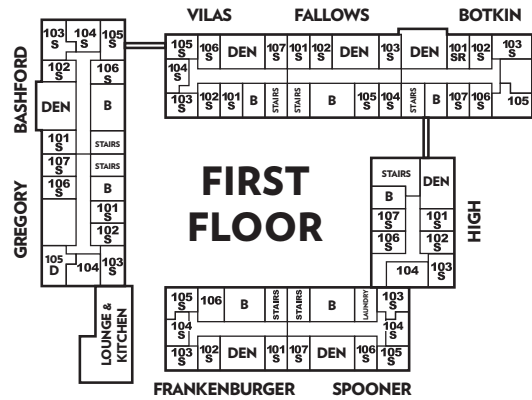 VILAS FALLOWS BOTKIN
103 S 104 S 105 S
105 S 106 S DEN 107 S 101 S 102 S DEN 103 S DEN 101 SR 102 S 103 S
102 S 106 S
104 S
BASHFORD
DEN B
103 S 102 S 101 S B STAIRS STAIRS B 105 S 104 S STAIRS B 107 S 106 S 105
101 S STAIRS
107 S STAIRS
106 S B
GREGORY
101 S
102 S
105 D 104 103 S
LOUNGE & KITCHEN
FIRST
FLOOR
STAIRS DEN
B
107 S 101 S
106 S 102 S
104 103 S
HIGH
105 S 106 B STAIRS STAIRS B LAUNDRY 103 S
104 S 104 S
103 S 102 S DEN 101 S 107 S DEN 106 S 105 S
FRANKENBURGER SPOONER